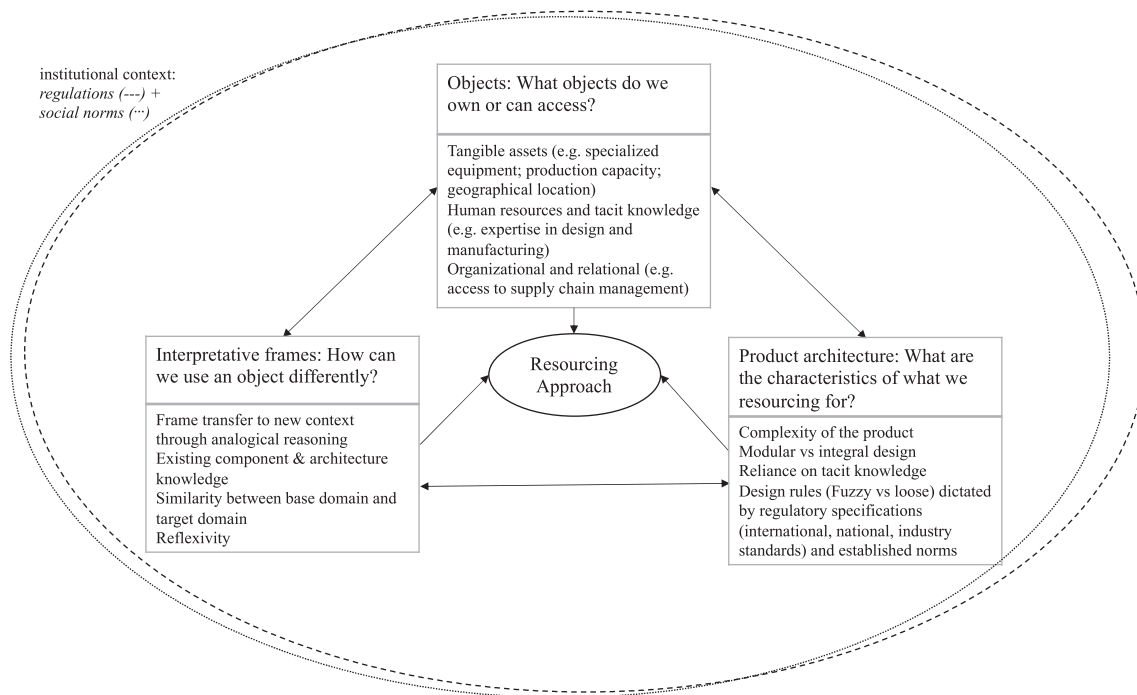 institutional context:
regulations (---) +
social norms (···)
Objects: What objects do we
own or can access?
Tangible assets (e.g. specialized
equipment; production capacity;
geographical location)
Human resources and tacit knowledge
(e.g. expertise in design and
manufacturing)
Organizational and relational (e.g.
access to supply chain management)
Interpretative frames: How can
we use an object differently?
Frame transfer to new context
through analogical reasoning
Existing component & architecture
knowledge
Similarity between base domain and
target domain
Reflexivity
Resourcing
Approach
Product architecture: What are
the characteristics of what we
resourcing for?
Complexity of the product
Modular vs integral design
Reliance on tacit knowledge
Design rules (Fuzzy vs loose) dictated
by regulatory specifications
(international, national, industry
standards) and established norms